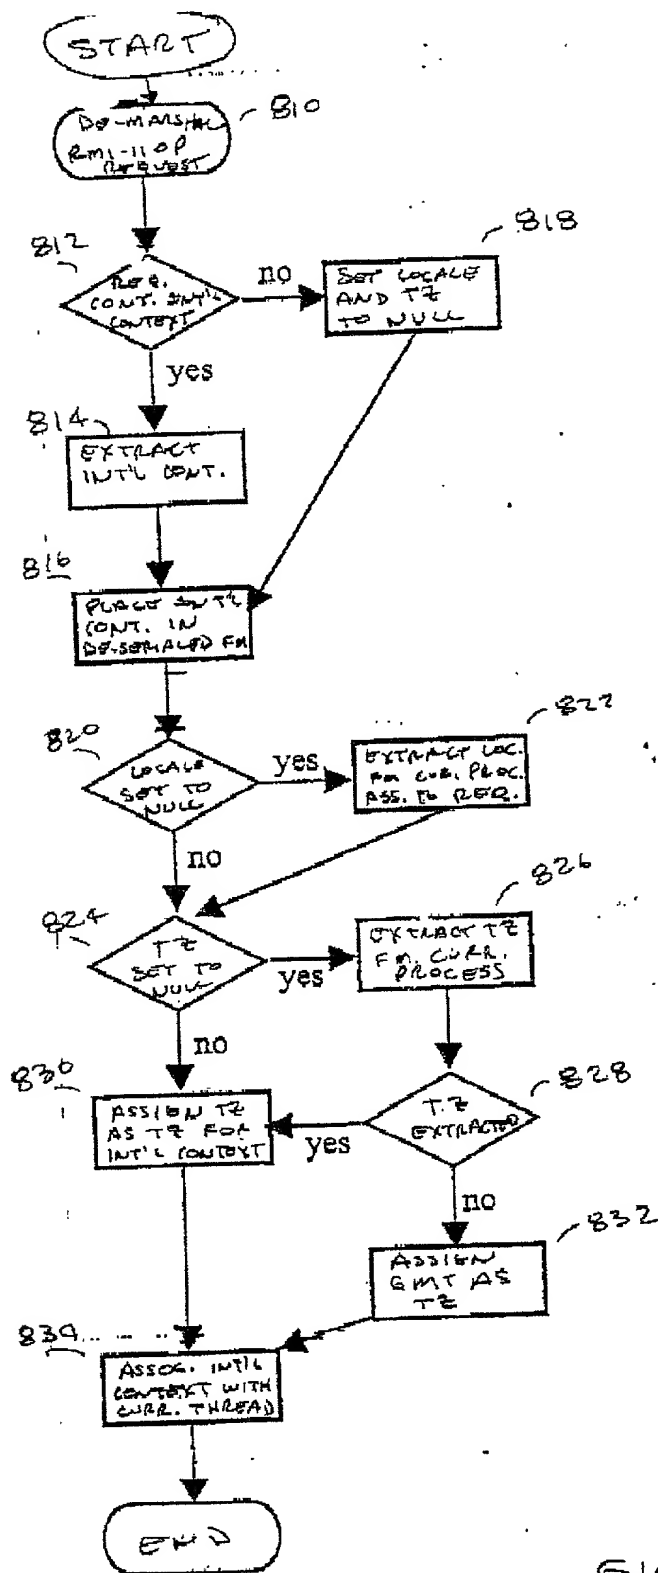 START
DE-MARSHAL
RMI-IIOP
REQUEST
810
812
REQ.
CONT. INT'L
CONTEXT
no
SET LOCALE
AND TZ
TO NULL
818
yes
814
EXTRACT
INT'L CONT.
816
PLACE INT'L
CONT. IN
DE-SERIALED FM
820
LOCALE
SET TO
NULL
yes
EXTRACT LOC.
FM CUR. PROC.
ASS. TO REQ.
822
no
824
TZ
SET TO
NULL
yes
EXTRACT TZ
FM. CURR.
PROCESS
826
no
830
ASSIGN TZ
AS TZ FOR
INT'L CONTEXT
yes
TZ
EXTRACTED
828
no
ASSIGN
GMT AS
TZ
832
834
ASSOC. INT'L
CONTEXT WITH
CURR. THREAD
END